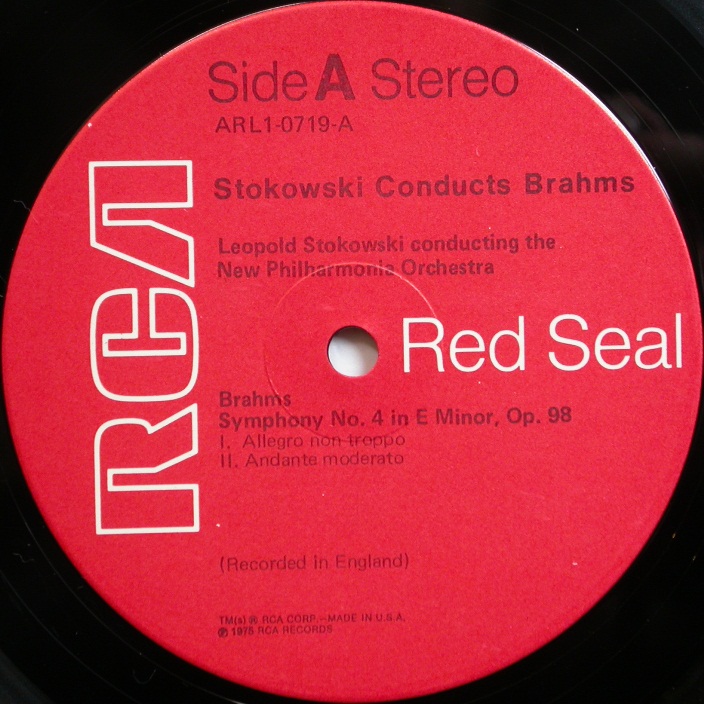 Side A Stereo
ARL1-0719-A
Stokowski Conducts Brahms
Leopold Stokowski conducting the
New Philharmonia Orchestra
RCA
Red Seal
Brahms
Symphony No. 4 in E Minor, Op. 98
I. Allegro non troppo
II. Andante moderato
(Recorded in England)
TM(s) ® RCA CORP.—MADE IN U.S.A.
℗ 1975 RCA RECORDS